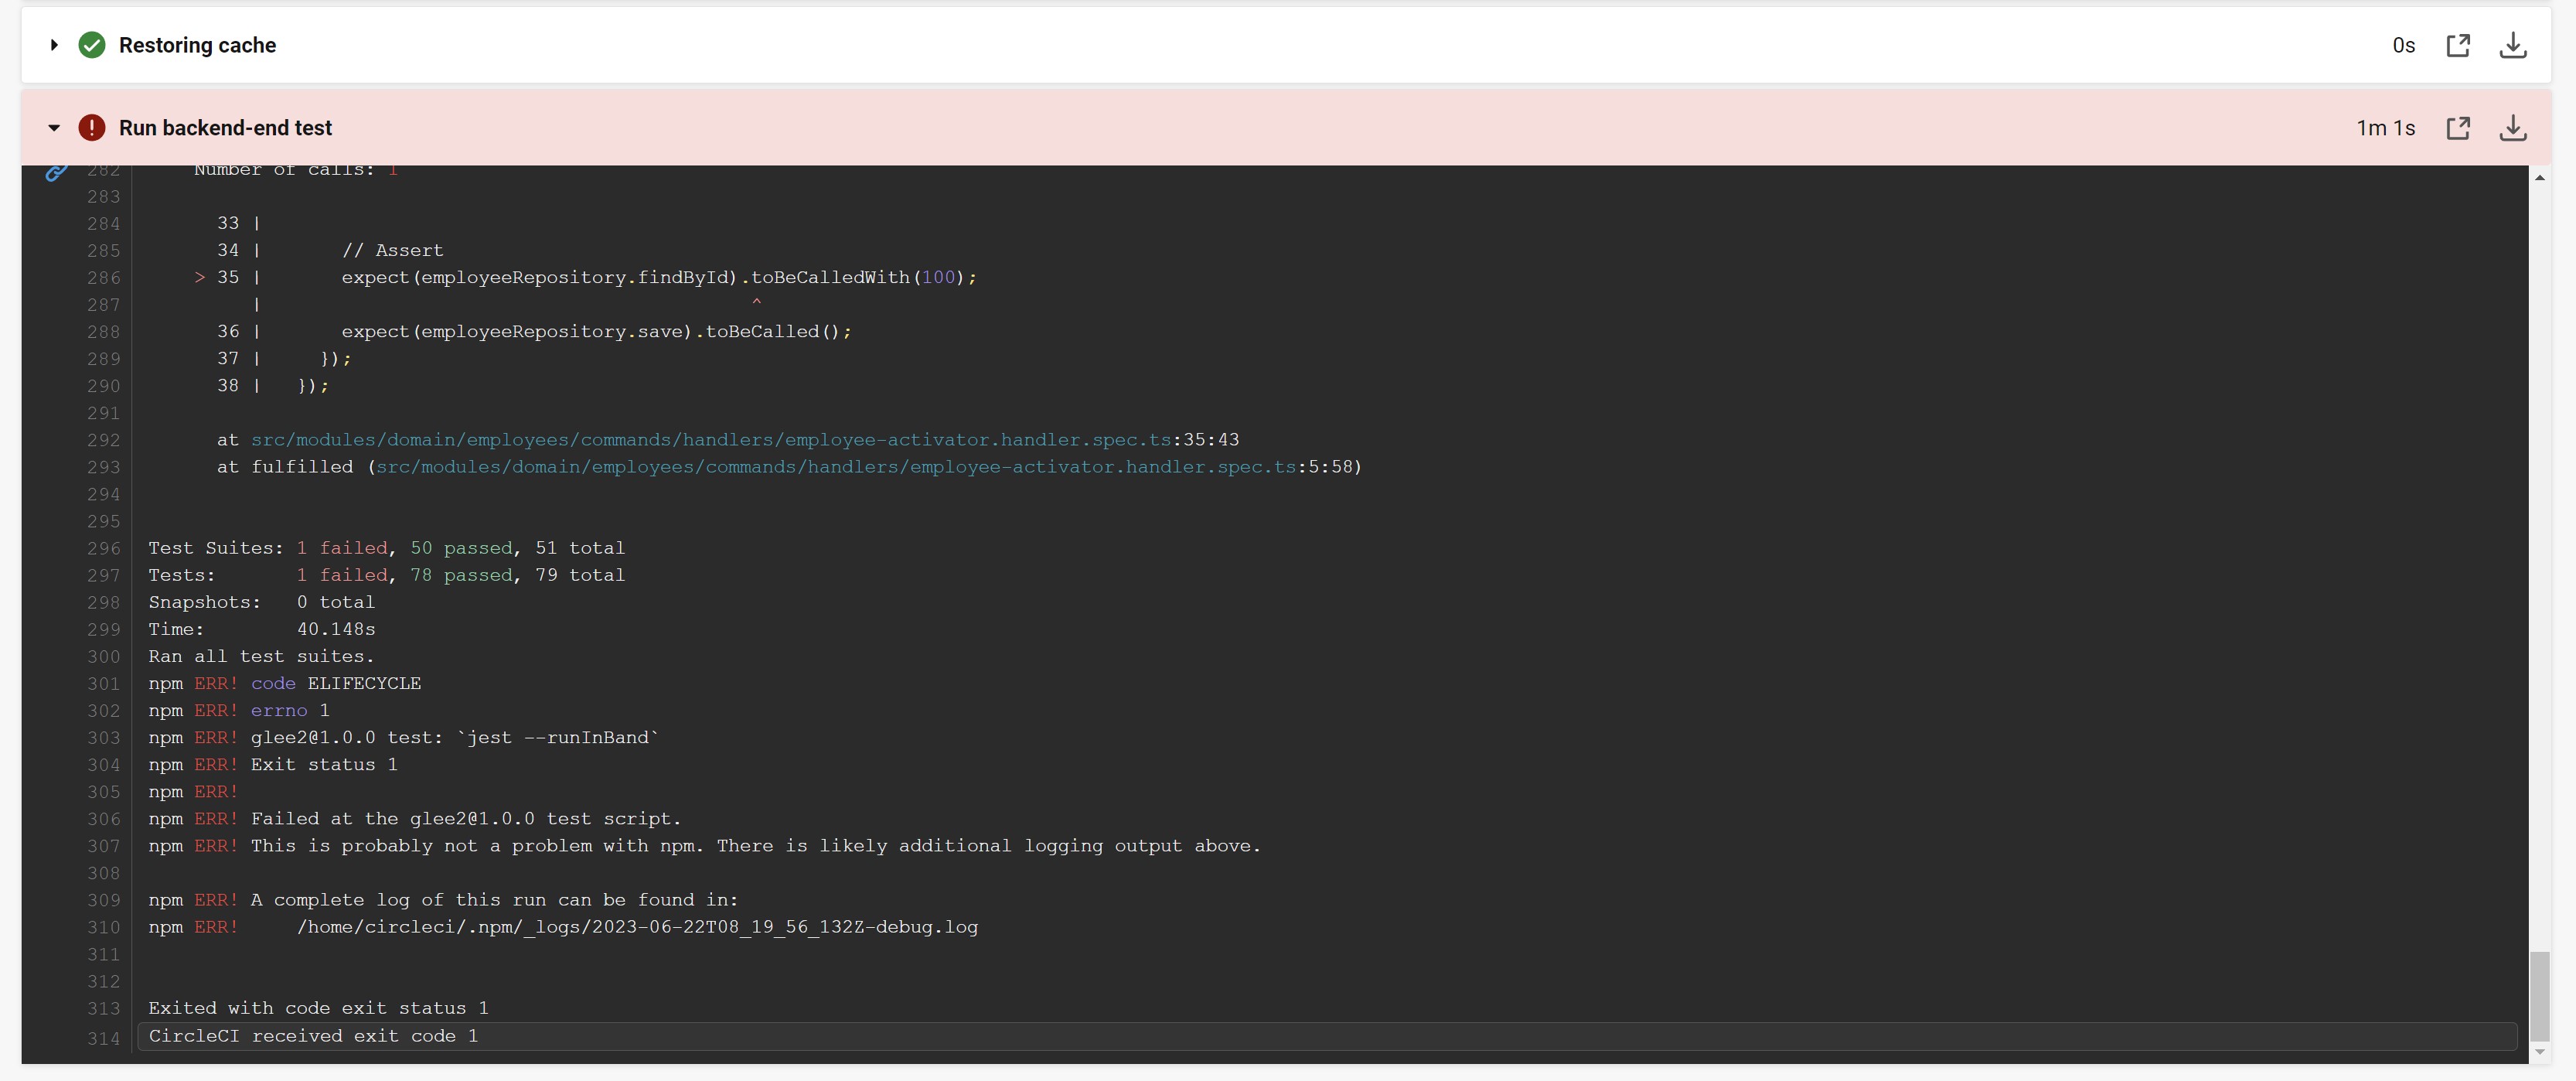 Restoring cache 0s
Run backend-end test 1m 1s
282 Number of calls: 1
283
284 33 |
285 34 | // Assert
286 > 35 | expect(employeeRepository.findById).toBeCalledWith(100);
287 | ^
288 36 | expect(employeeRepository.save).toBeCalled();
289 37 | });
290 38 | });
291
292 at src/modules/domain/employees/commands/handlers/employee-activator.handler.spec.ts:35:43
293 at fulfilled (src/modules/domain/employees/commands/handlers/employee-activator.handler.spec.ts:5:58)
294
295
296 Test Suites: 1 failed, 50 passed, 51 total
297 Tests: 1 failed, 78 passed, 79 total
298 Snapshots: 0 total
299 Time: 40.148s
300 Ran all test suites.
301 npm ERR! code ELIFECYCLE
302 npm ERR! errno 1
303 npm ERR! glee2@1.0.0 test: `jest --runInBand`
304 npm ERR! Exit status 1
305 npm ERR!
306 npm ERR! Failed at the glee2@1.0.0 test script.
307 npm ERR! This is probably not a problem with npm. There is likely additional logging output above.
308
309 npm ERR! A complete log of this run can be found in:
310 npm ERR! /home/circleci/.npm/_logs/2023-06-22T08_19_56_132Z-debug.log
311
312
313 Exited with code exit status 1
314 CircleCI received exit code 1